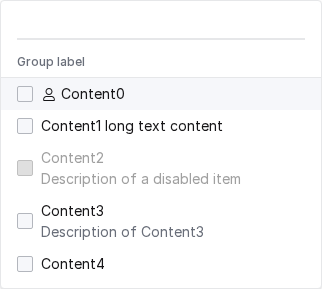 Group label
Content0
Content1 long text content
Content2
Description of a disabled item
Content3
Description of Content3
Content4